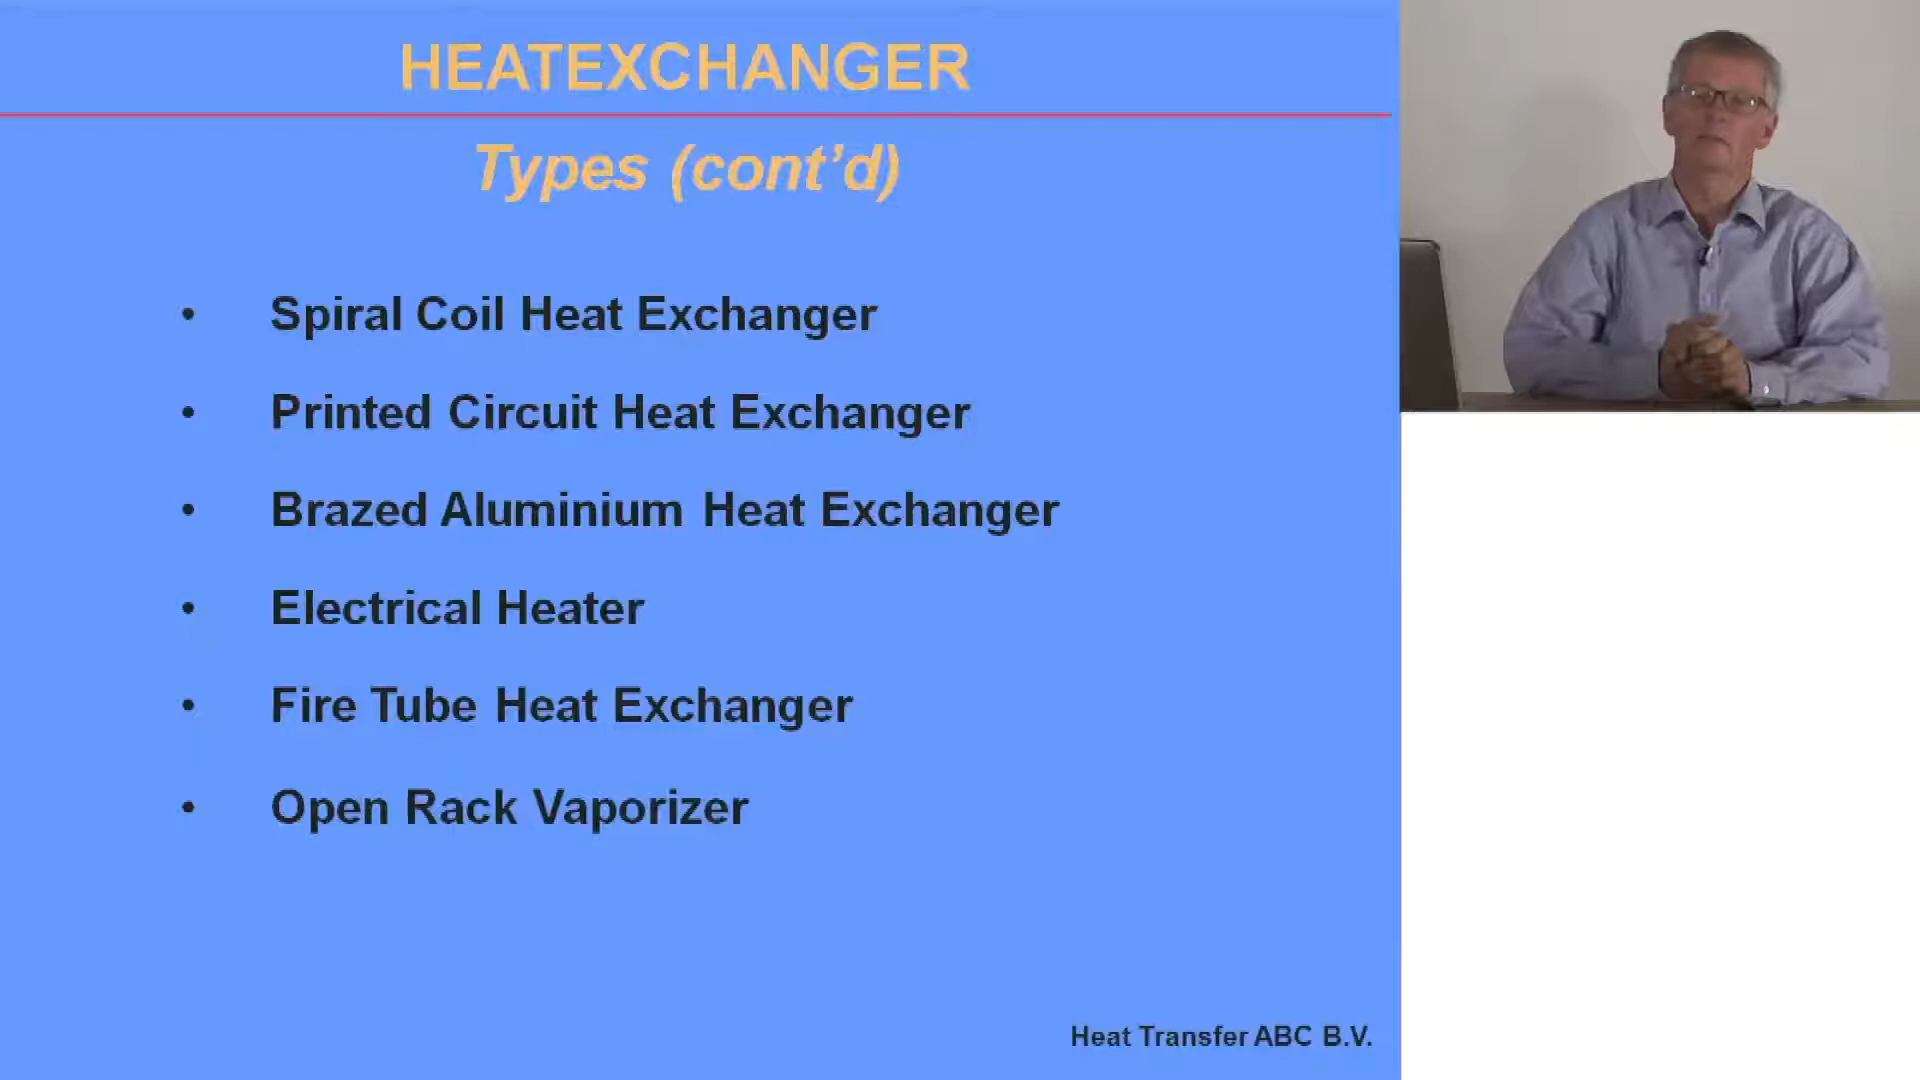 HEATEXCHANGER
Types (cont’d)
• Spiral Coil Heat Exchanger
• Printed Circuit Heat Exchanger
• Brazed Aluminium Heat Exchanger
• Electrical Heater
• Fire Tube Heat Exchanger
• Open Rack Vaporizer
Heat Transfer ABC B.V.